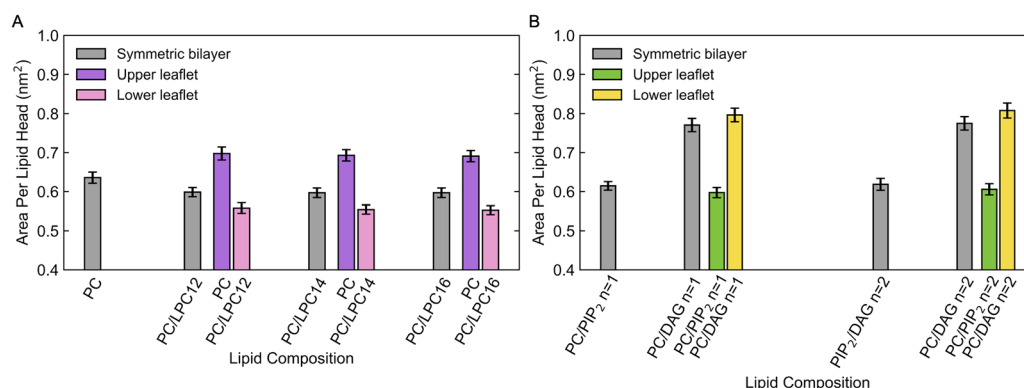 A
1.0
0.9
0.8
0.7
0.6
0.5
0.4
Area Per Lipid Head (nm²)
Symmetric bilayer
Upper leaflet
Lower leaflet
PC
PC/LPC12
PC
PC/LPC12
PC/LPC14
PC
PC/LPC14
PC/LPC16
PC
PC/LPC16
Lipid Composition
B
1.0
0.9
0.8
0.7
0.6
0.5
0.4
Area Per Lipid Head (nm²)
Symmetric bilayer
Upper leaflet
Lower leaflet
PC/PIP₂ n=1
PC/DAG n=1
PC/PIP₂ n=1
PC/DAG n=1
PIP₂/DAG n=2
PC/DAG n=2
PC/PIP₂ n=2
PC/DAG n=2
Lipid Composition